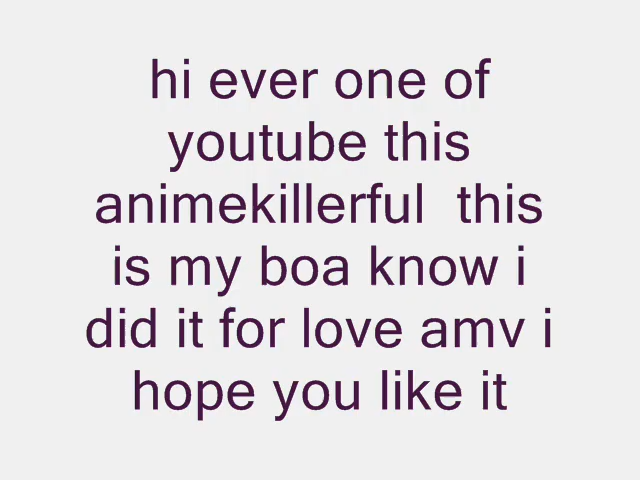 hi ever one of
youtube this
animekillerful  this
is my boa know i
did it for love amv i
hope you like it